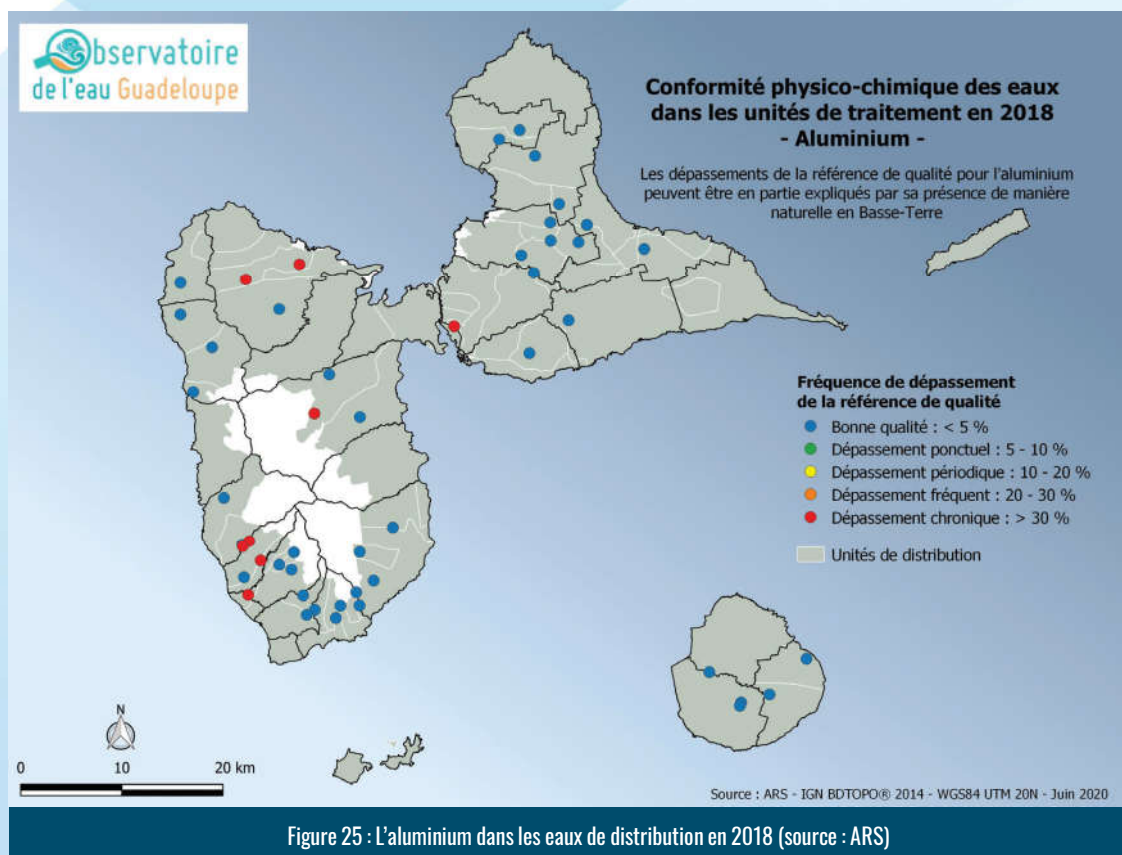 Observatoire
de l'eau Guadeloupe
Conformité physico-chimique des eaux
dans les unités de traitement en 2018
- Aluminium -
Les dépassements de la référence de qualité pour l'aluminium
peuvent être en partie expliqués par sa présence de manière
naturelle en Basse-Terre
Fréquence de dépassement
de la référence de qualité
Bonne qualité : < 5 %
Dépassement ponctuel : 5 - 10 %
Dépassement périodique : 10 - 20 %
Dépassement fréquent : 20 - 30 %
Dépassement chronique : > 30 %
Unités de distribution
N
0 10 20 km
Source : ARS - IGN BDTOPO® 2014 - WGS84 UTM 20N - Juin 2020
Figure 25 : L'aluminium dans les eaux de distribution en 2018 (source : ARS)